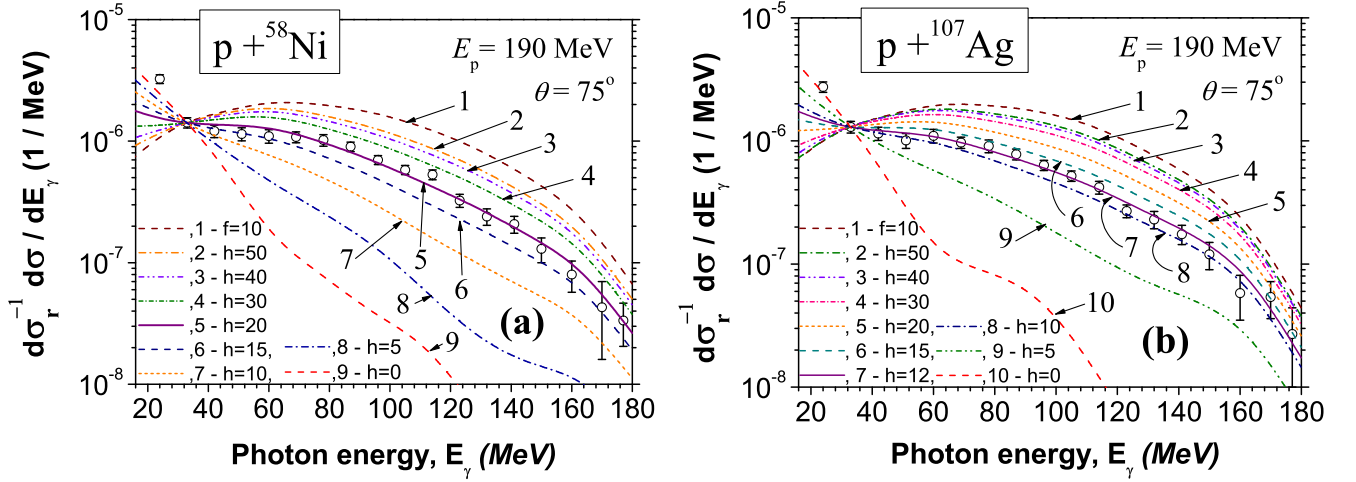 10⁻⁵
p + ⁵⁸Ni
Eₚ = 190 MeV
θ = 75°
1
2
3
4
5
6
7
8
9
10⁻⁶
10⁻⁷
10⁻⁸
dσᵣ⁻¹ dσ / dEᵧ (1 / MeV)
,1 - f=10
,2 - h=50
,3 - h=40
,4 - h=30
,5 - h=20
,6 - h=15,
,7 - h=10,
,8 - h=5
,9 - h=0
(a)
20 40 60 80 100 120 140 160 180
Photon energy, Eᵧ (MeV)
10⁻⁵
p + ¹⁰⁷Ag
Eₚ = 190 MeV
θ = 75°
1
2
3
4
5
6
7
8
9
10
10⁻⁶
10⁻⁷
10⁻⁸
dσᵣ⁻¹ dσ / dEᵧ (1 / MeV)
,1 - f=10
, 2 - h=50
, 3 - h=40
, 4 - h=30
, 5 - h=20,
, 6 - h=15,
, 7 - h=12,
,8 - h=10
, 9 - h=5
, 10 - h=0
(b)
20 40 60 80 100 120 140 160 180
Photon energy, Eᵧ (MeV)